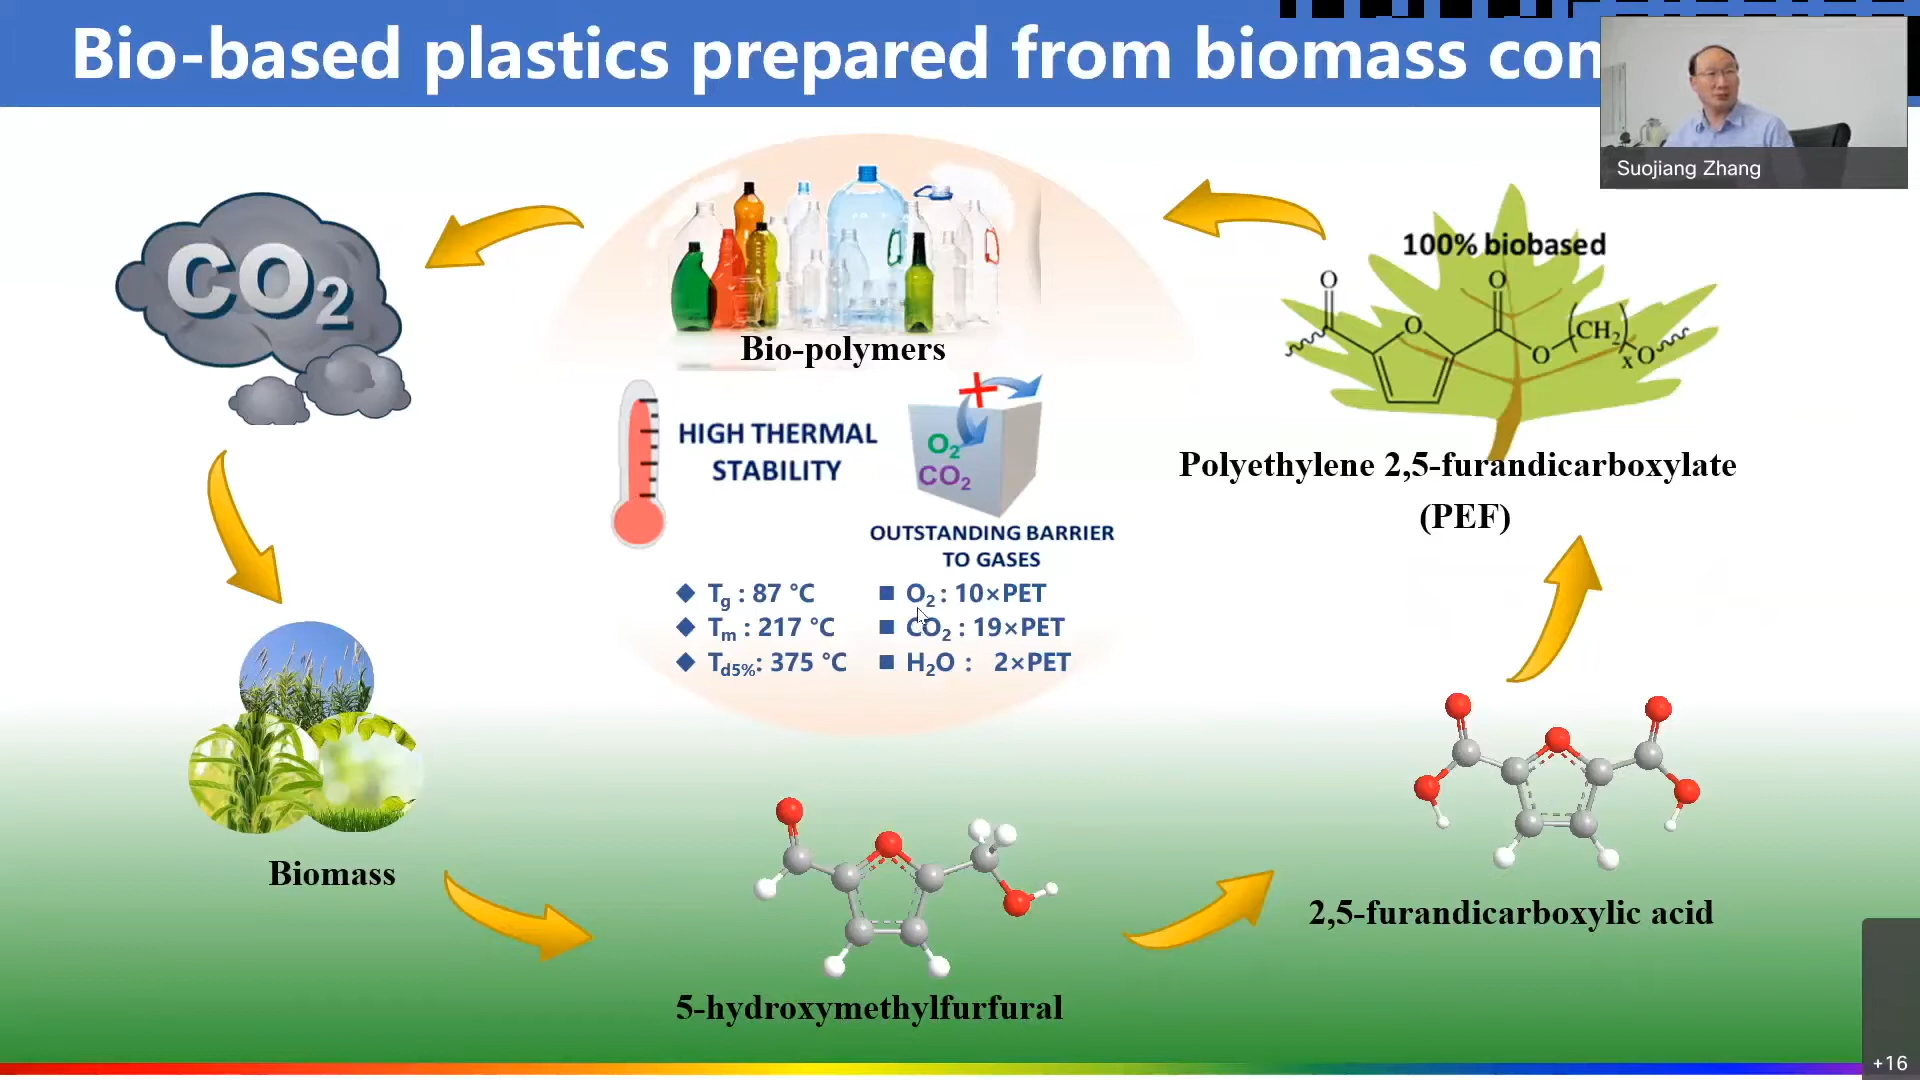 Bio-based plastics prepared from biomass con
Suojiang Zhang
CO2
Bio-polymers
100% biobased
O
O
O
O
(CH2)x
O
HIGH THERMAL
STABILITY
O2
CO2
OUTSTANDING BARRIER
TO GASES
Polyethylene 2,5-furandicarboxylate
(PEF)
Tg : 87 °C
Tm : 217 °C
Td5%: 375 °C
O2 : 10×PET
CO2 : 19×PET
H2O : 2×PET
Biomass
2,5-furandicarboxylic acid
5-hydroxymethylfurfural
+16